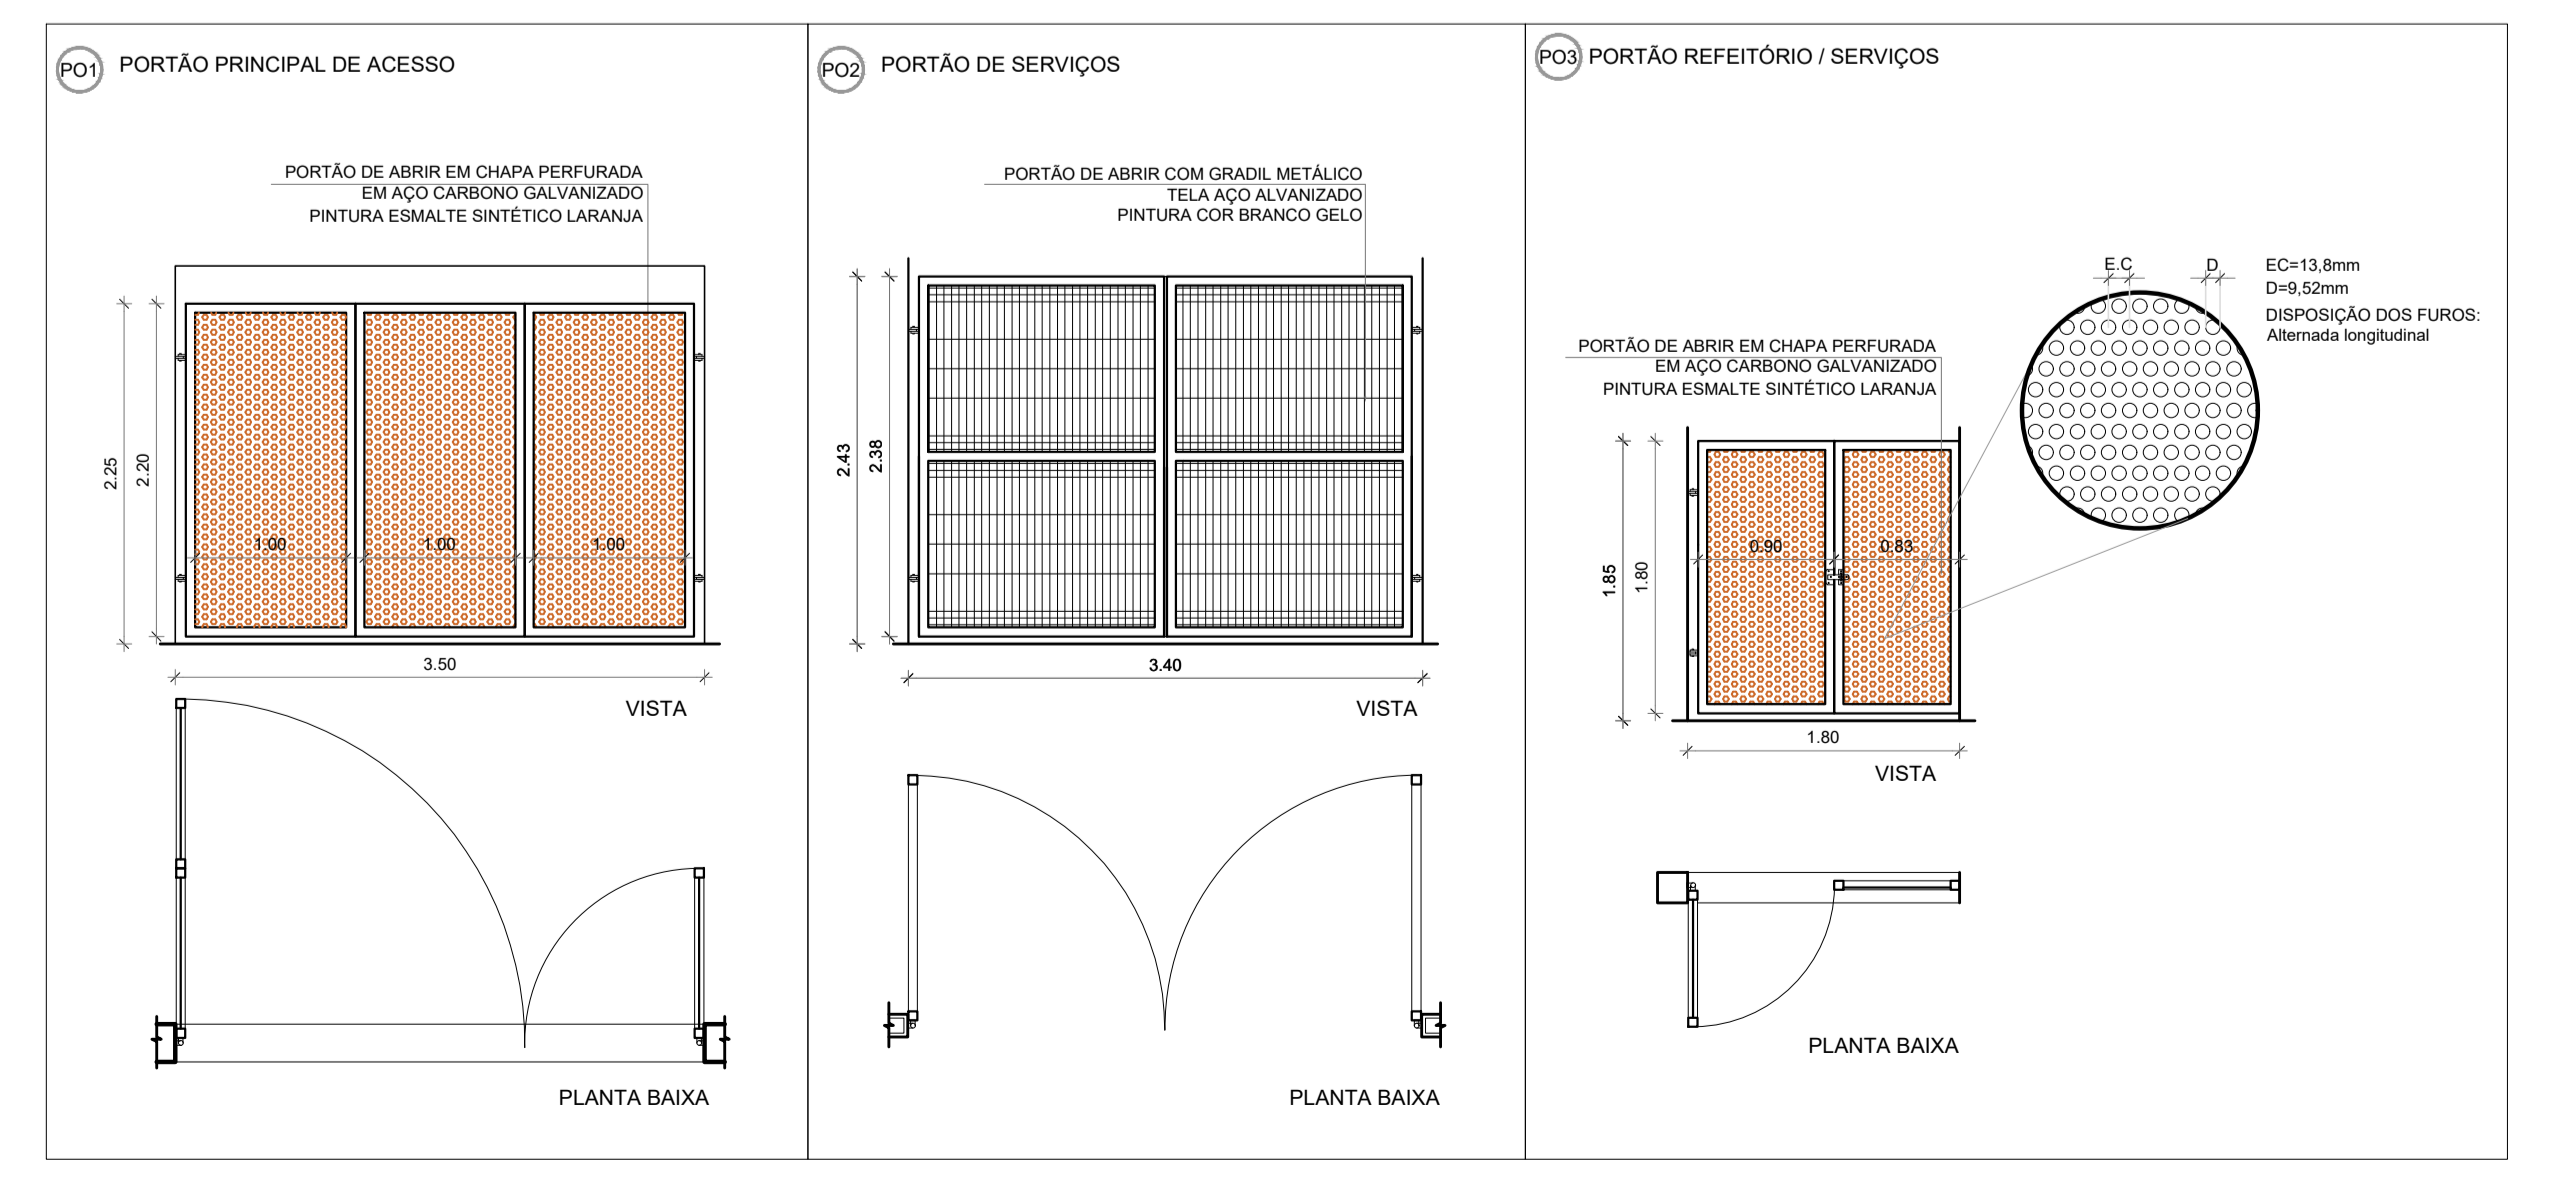 PO1 PORTÃO PRINCIPAL DE ACESSO
PORTÃO DE ABRIR EM CHAPA PERFURADA
EM AÇO CARBONO GALVANIZADO
PINTURA ESMALTE SINTÉTICO LARANJA
2.25
2.20
1.00 1.00 1.00
3.50
VISTA
PLANTA BAIXA
PO2 PORTÃO DE SERVIÇOS
PORTÃO DE ABRIR COM GRADIL METÁLICO
TELA AÇO ALVANIZADO
PINTURA COR BRANCO GELO
2.43
2.38
3.40
VISTA
PLANTA BAIXA
PO3 PORTÃO REFEITÓRIO / SERVIÇOS
E.C D
EC=13,8mm
D=9,52mm
DISPOSIÇÃO DOS FUROS:
Alternada longitudinal
PORTÃO DE ABRIR EM CHAPA PERFURADA
EM AÇO CARBONO GALVANIZADO
PINTURA ESMALTE SINTÉTICO LARANJA
1.85
1.80
0.90 0.83
1.80
VISTA
PLANTA BAIXA